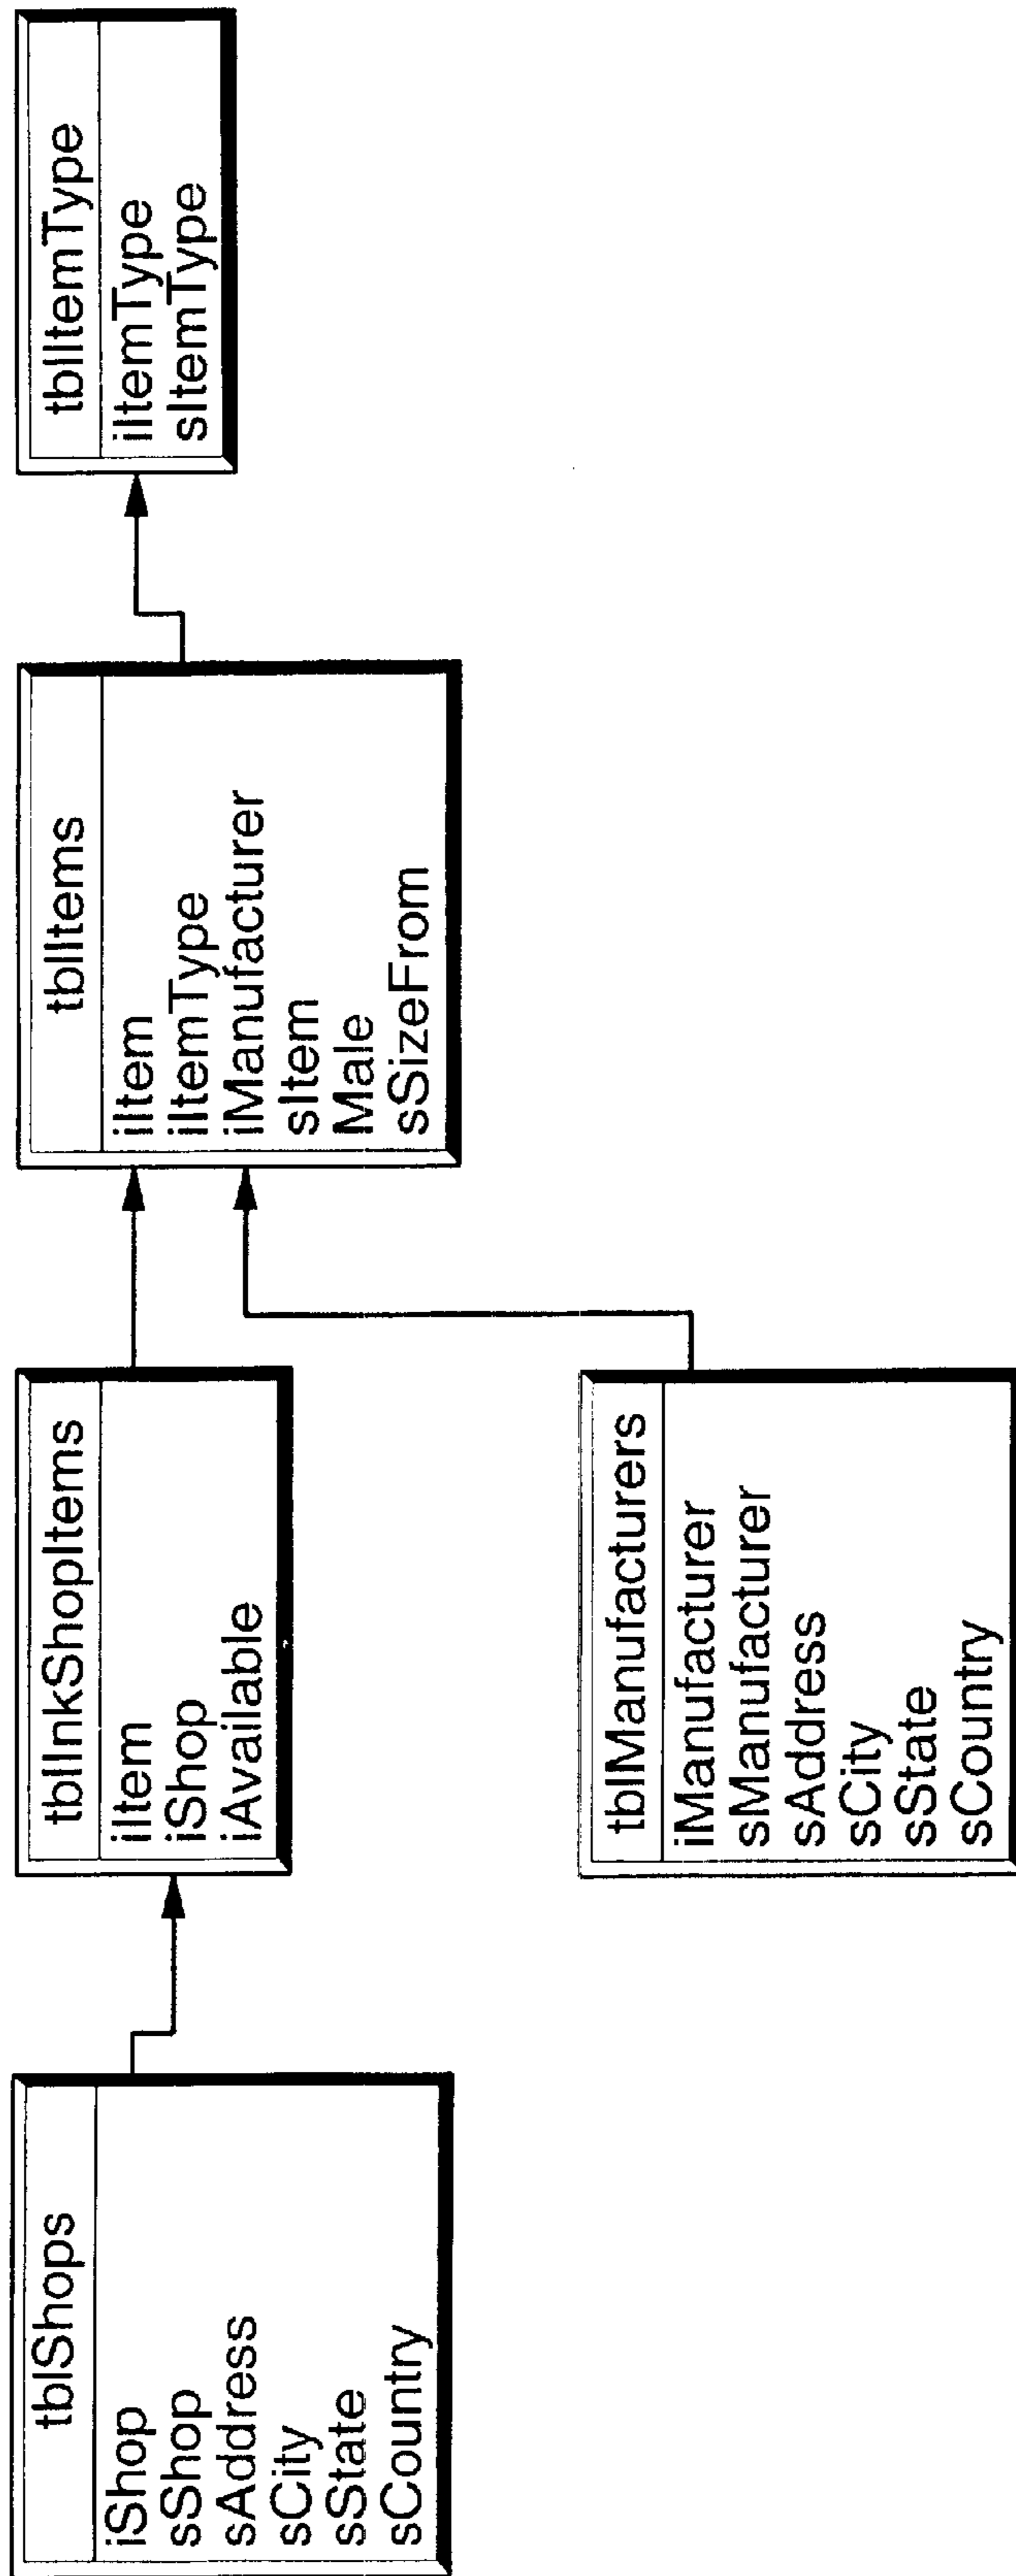 tblShops
iShop
sShop
sAddress
sCity
sState
sCountry
tblnkShopItems
iItem
iShop
iAvailable
tblManufacturers
iManufacturer
sManufacturer
sAddress
sCity
sState
sCountry
tblItems
iItem
iItemType
iManufacturer
sItem
Male
sSizeFrom
tblItemType
iItemType
sItemType